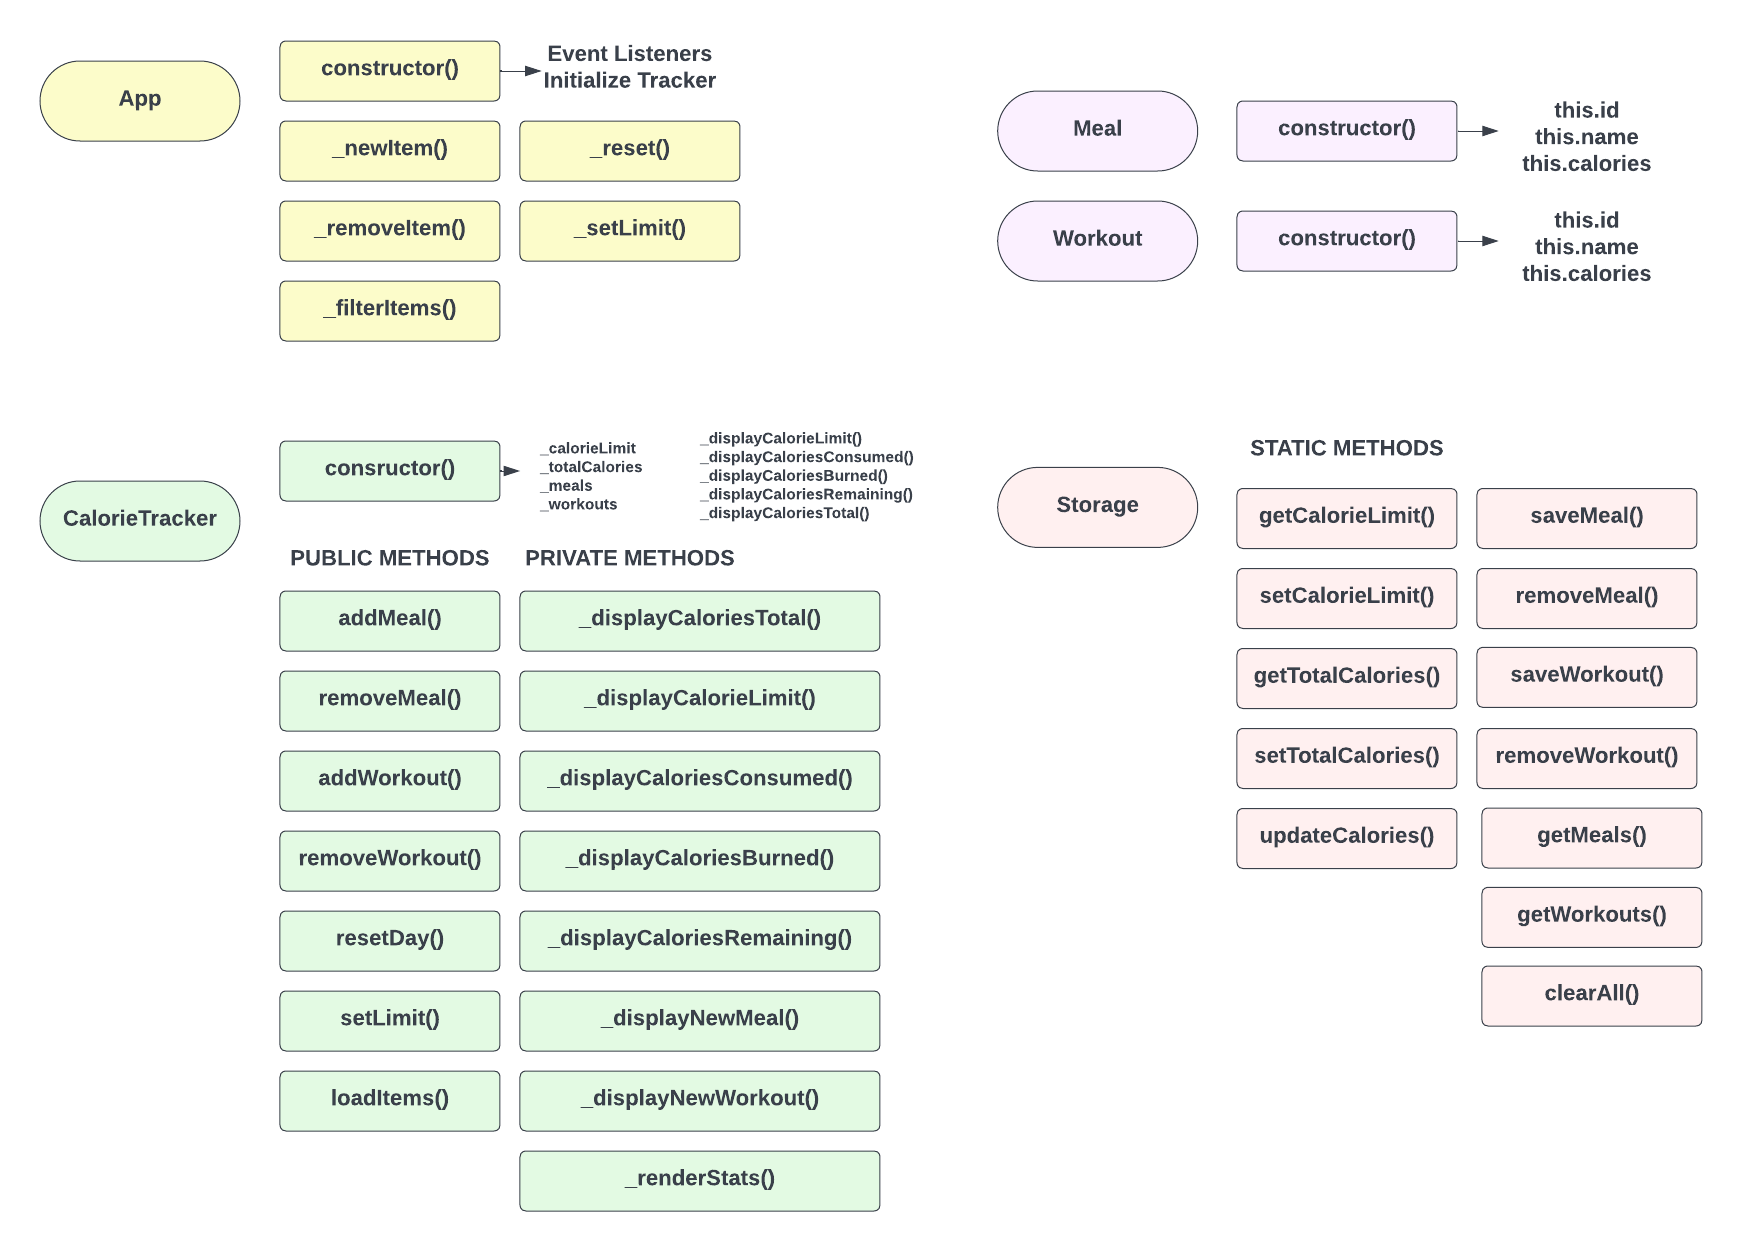 App
constructor()
Event Listeners
Initialize Tracker
_newItem()
_reset()
_removeItem()
_setLimit()
_filterItems()
Meal
constructor()
this.id
this.name
this.calories
Workout
constructor()
this.id
this.name
this.calories
CalorieTracker
consructor()
_calorieLimit
_totalCalories
_meals
_workouts
_displayCalorieLimit()
_displayCaloriesConsumed()
_displayCaloriesBurned()
_displayCaloriesRemaining()
_displayCaloriesTotal()
PUBLIC METHODS
addMeal()
removeMeal()
addWorkout()
removeWorkout()
resetDay()
setLimit()
loadItems()
PRIVATE METHODS
_displayCaloriesTotal()
_displayCalorieLimit()
_displayCaloriesConsumed()
_displayCaloriesBurned()
_displayCaloriesRemaining()
_displayNewMeal()
_displayNewWorkout()
_renderStats()
Storage
STATIC METHODS
getCalorieLimit()
setCalorieLimit()
getTotalCalories()
setTotalCalories()
updateCalories()
saveMeal()
removeMeal()
saveWorkout()
removeWorkout()
getMeals()
getWorkouts()
clearAll()